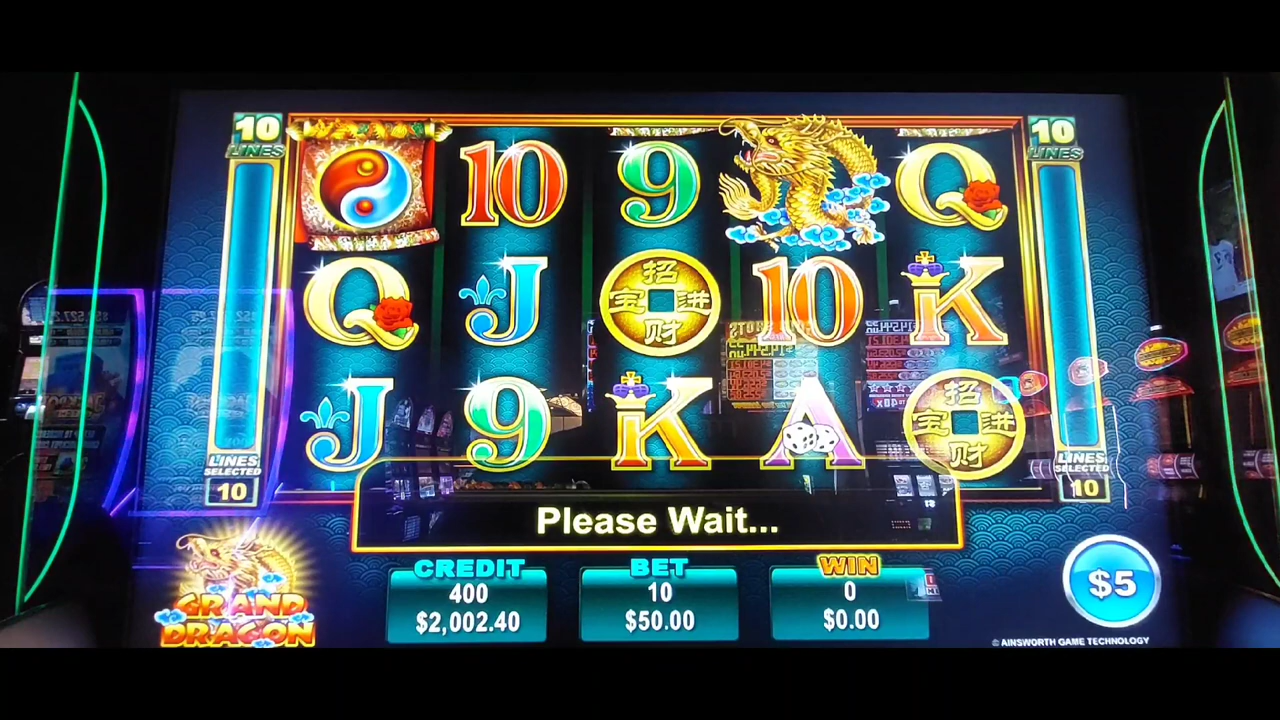 10
LINES
10
LINES
10
9
Q
Q
J
招
宝 进
财
10
K
J
9
K
A
招
宝 进
财
LINES
SELECTED
10
LINES
SELECTED
10
Please Wait...
GRAND
DRAGON
CREDIT
400
$2,002.40
BET
10
$50.00
WIN
0
$0.00
$5
© AINSWORTH GAME TECHNOLOGY